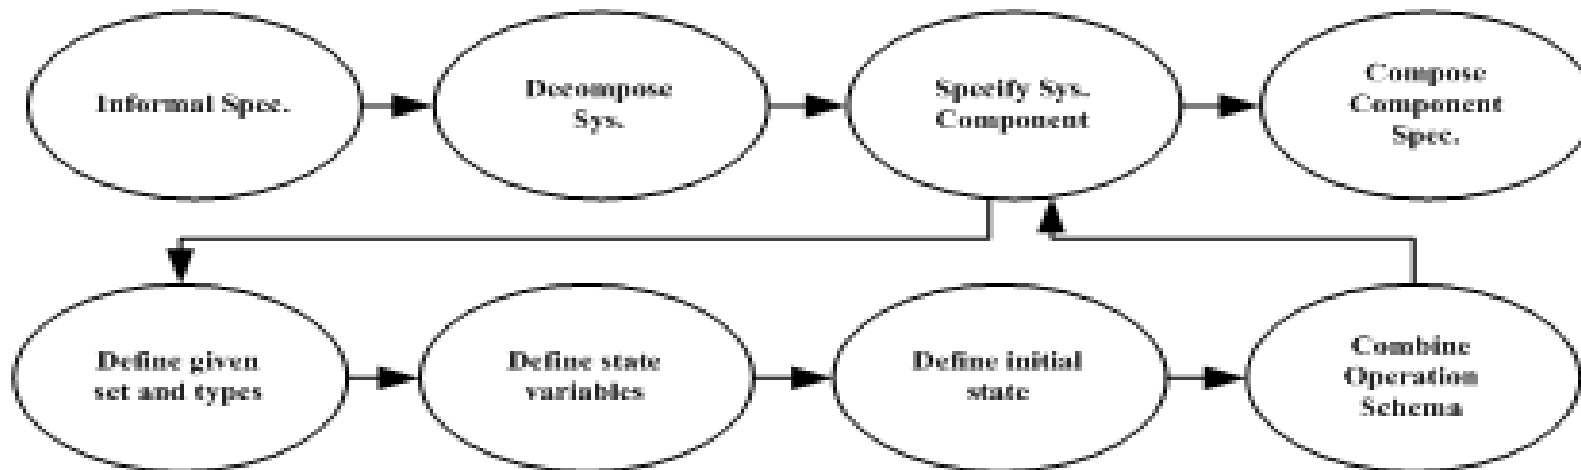 Informal Spec.
Decompose
Sys.
Specify Sys.
Component
Compose
Component
Spec.
Define given
set and types
Define state
variables
Define initial
state
Combine
Operation
Schema